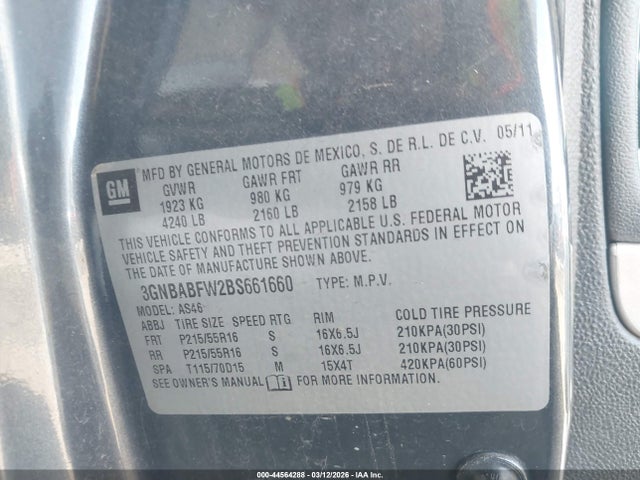 MFD BY GENERAL MOTORS DE MEXICO, S. DE R.L. DE C.V. 05/11
GM
GVWR GAWR FRT GAWR RR
1923 KG 980 KG 979 KG
4240 LB 2160 LB 2158 LB
THIS VEHICLE CONFORMS TO ALL APPLICABLE U.S. FEDERAL MOTOR
VEHICLE SAFETY AND THEFT PREVENTION STANDARDS IN EFFECT ON
THE DATE OF MANUFACTURE SHOWN ABOVE.
3GNBABFW2BS661660 TYPE: M.P.V.
MODEL: AS46
ABBJ TIRE SIZE SPEED RTG RIM COLD TIRE PRESSURE
FRT P215/55R16 S 16X6.5J 210KPA(30PSI)
RR P215/55R16 S 16X6.5J 210KPA(30PSI)
SPA T115/70D15 M 15X4T 420KPA(60PSI)
SEE OWNER'S MANUAL FOR MORE INFORMATION.
000-44564288 - 03/12/2026 - IAAI.COM